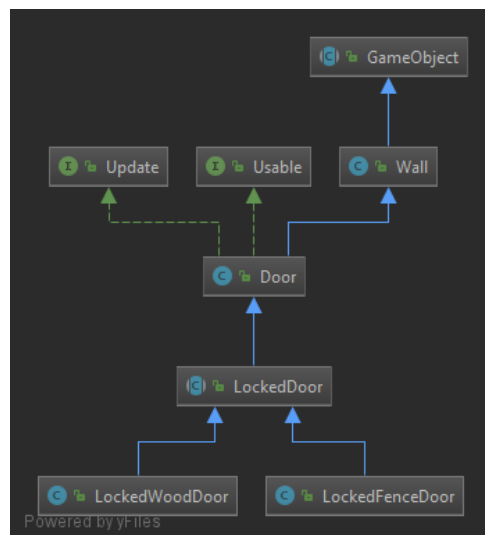 GameObject
Update
Usable
Wall
Door
LockedDoor
LockedWoodDoor
LockedFenceDoor
Powered by yFiles